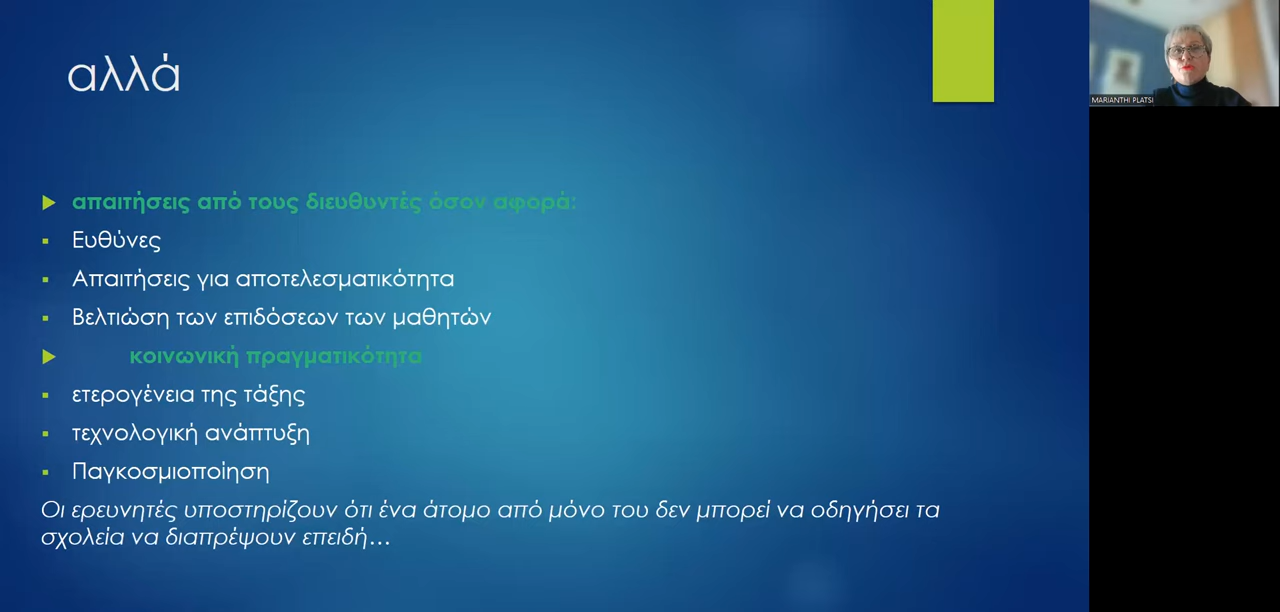 αλλά
απαιτήσεις από τους διευθυντές όσον αφορά:
Ευθύνες
Απαιτήσεις για αποτελεσματικότητα
Βελτιώση των επιδόσεων των μαθητών
κοινωνική πραγματικότητα
ετερογένεια της τάξης
τεχνολογική ανάπτυξη
Παγκοσμιοποίηση
Οι ερευνητές υποστηρίζουν ότι ένα άτομο από μόνο του δεν μπορεί να οδηγήσει τα
σχολεία να διαπρέψουν επειδή…
MARIANTHI PLATSI